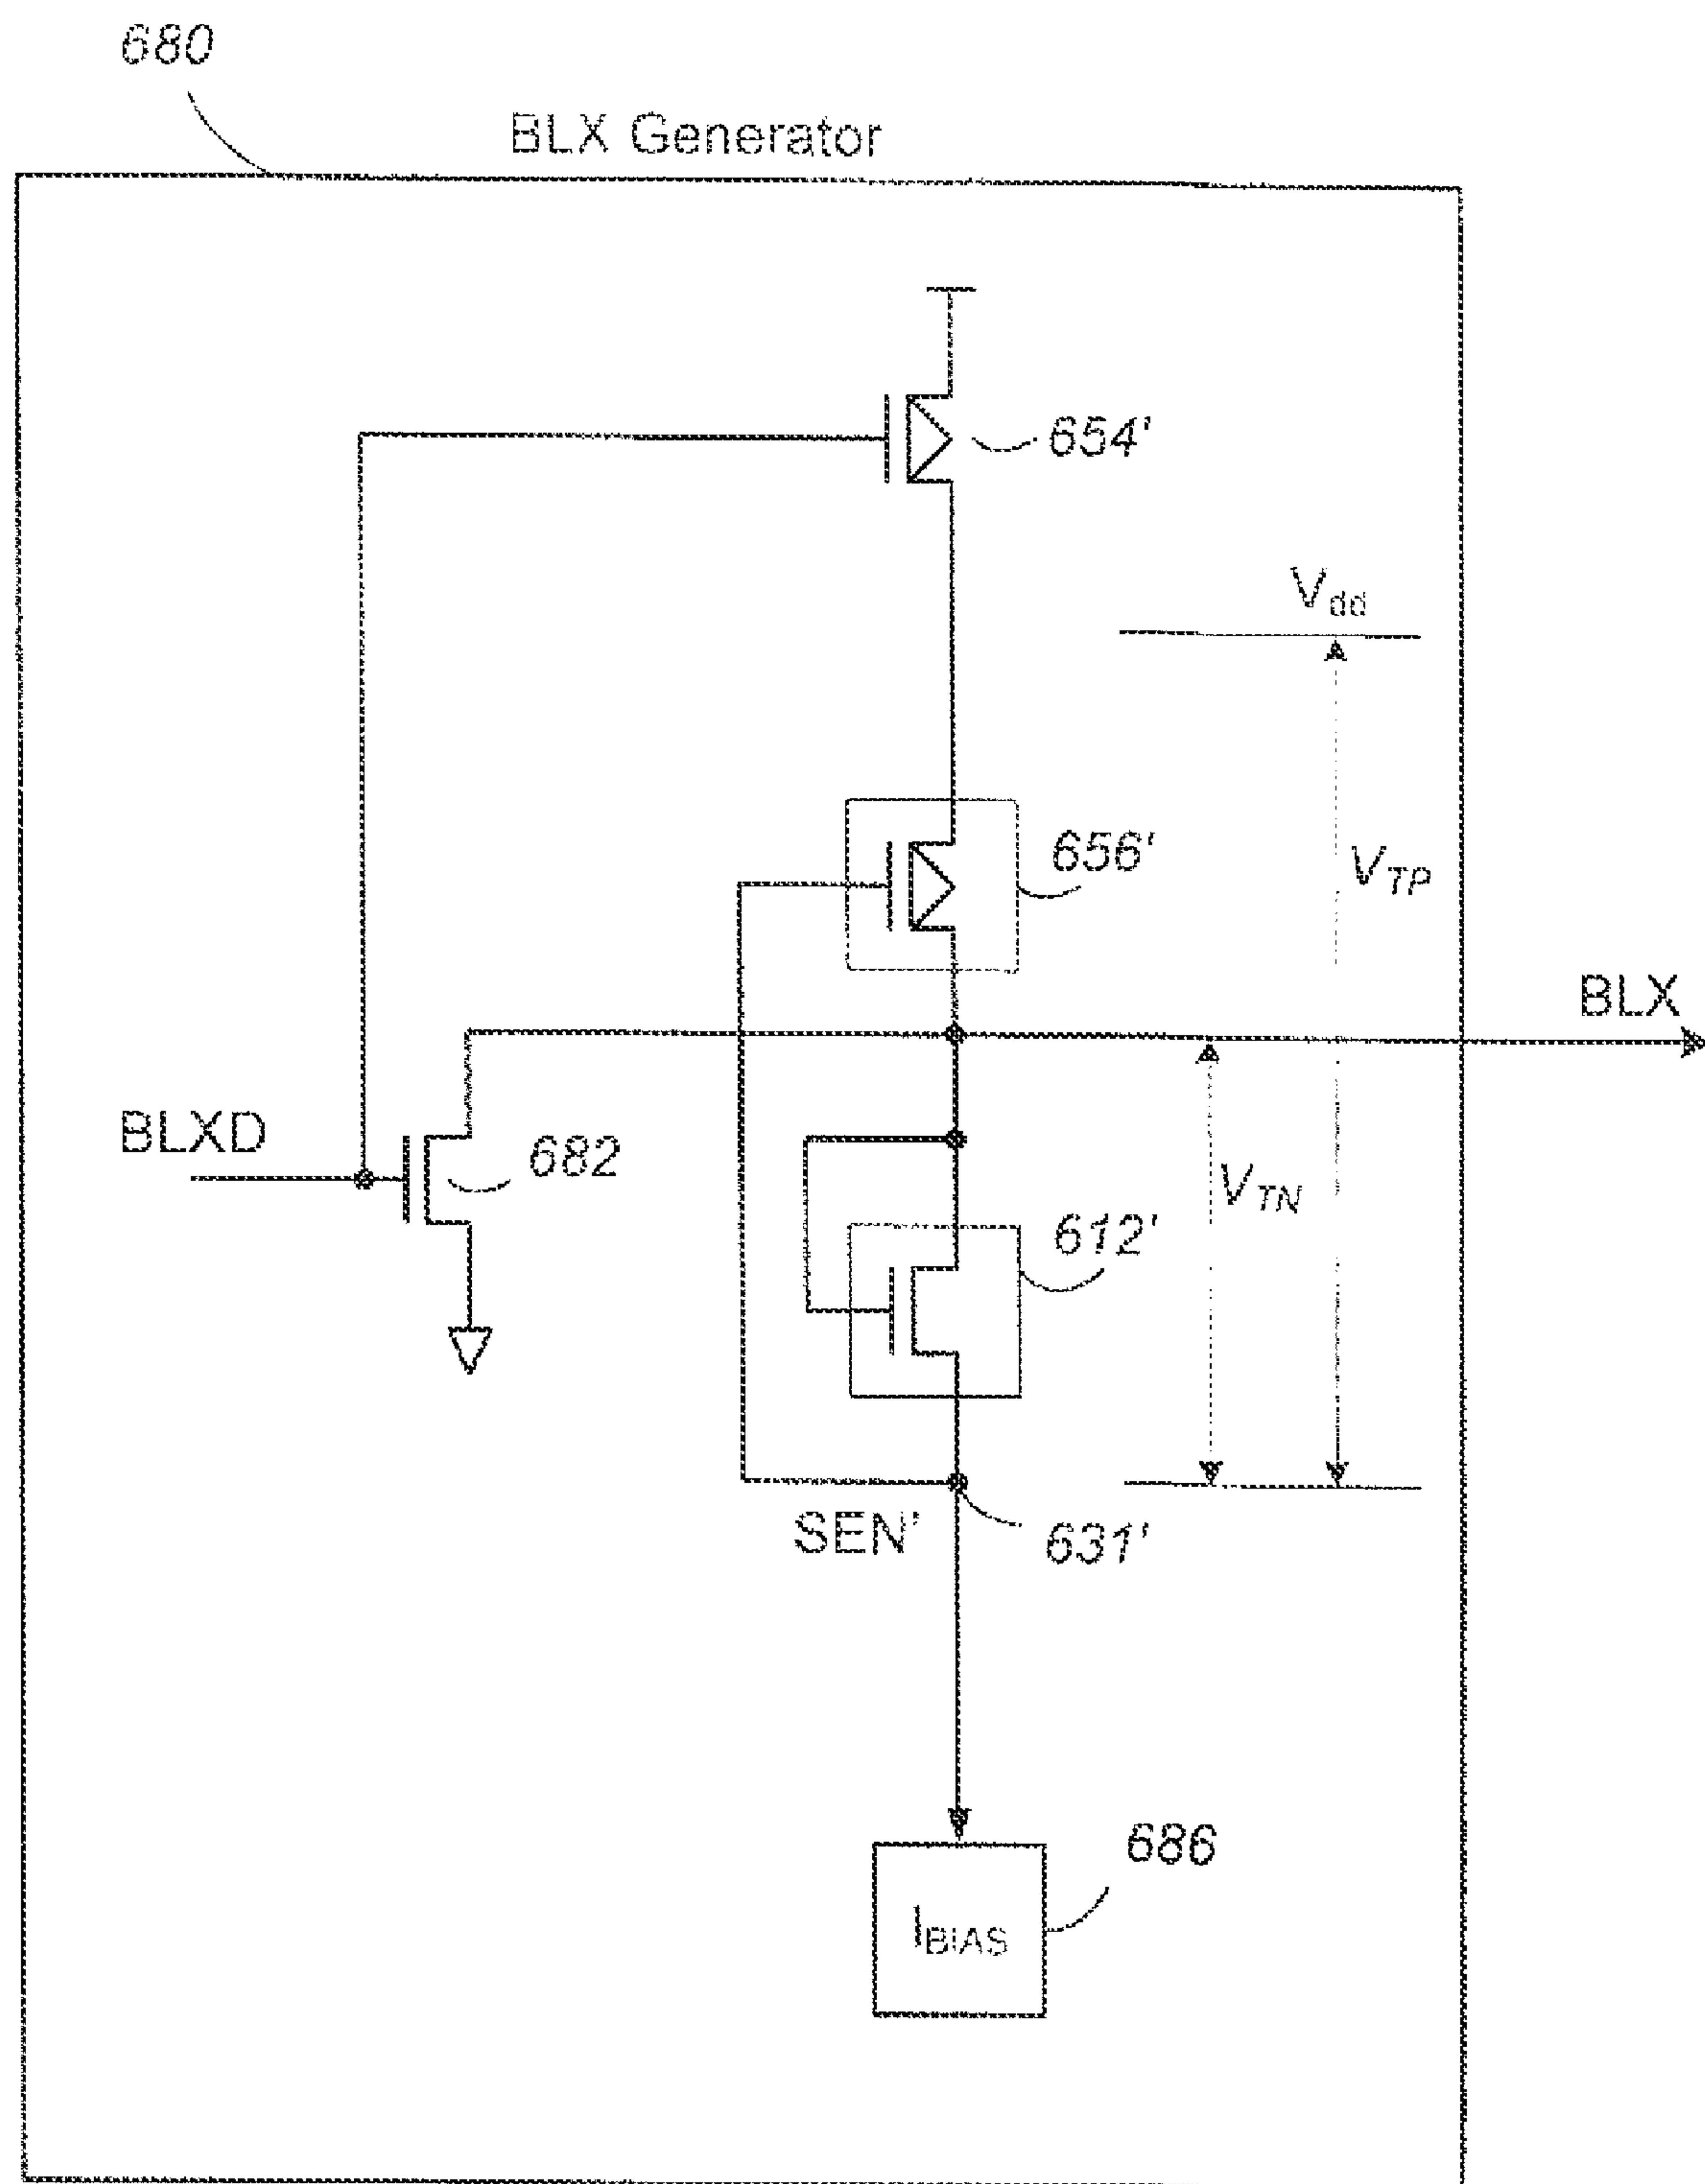 680
BLX Generator
654'
Vdd
656'
VTP
BLX
BLXD
682
VTN
612'
SEN'
631'
686
IBIAS